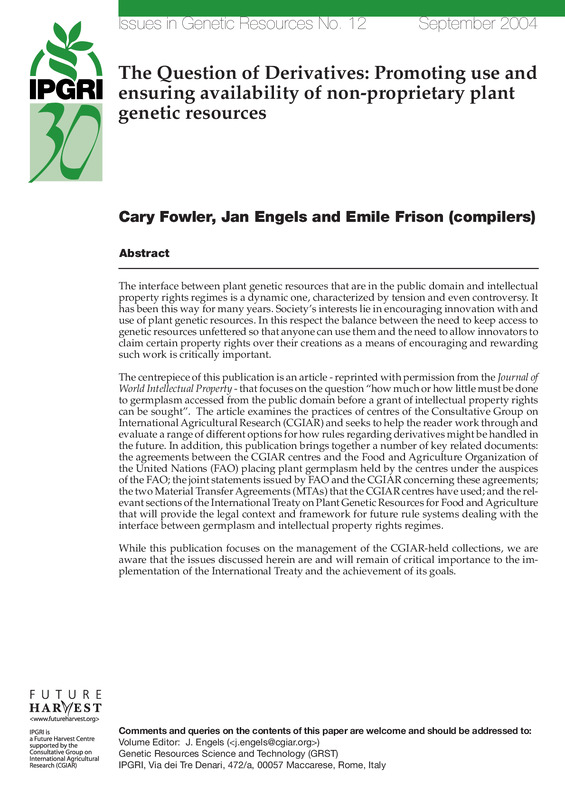 Issues in Genetic Resources No. 12 September 2004
IPGRI
30
The Question of Derivatives: Promoting use and
ensuring availability of non-proprietary plant
genetic resources
Cary Fowler, Jan Engels and Emile Frison (compilers)
Abstract
The interface between plant genetic resources that are in the public domain and intellectual
property rights regimes is a dynamic one, characterized by tension and even controversy. It
has been this way for many years. Society's interests lie in encouraging innovation with and
use of plant genetic resources. In this respect the balance between the need to keep access to
genetic resources unfettered so that anyone can use them and the need to allow innovators to
claim certain property rights over their creations as a means of encouraging and rewarding
such work is critically important.
The centrepiece of this publication is an article - reprinted with permission from the Journal of
World Intellectual Property - that focuses on the question "how much or how little must be done
to germplasm accessed from the public domain before a grant of intellectual property rights
can be sought". The article examines the practices of centres of the Consultative Group on
International Agricultural Research (CGIAR) and seeks to help the reader work through and
evaluate a range of different options for how rules regarding derivatives might be handled in
the future. In addition, this publication brings together a number of key related documents:
the agreements between the CGIAR centres and the Food and Agriculture Organization of
the United Nations (FAO) placing plant germplasm held by the centres under the auspices
of the FAO; the joint statements issued by FAO and the CGIAR concerning these agreements;
the two Material Transfer Agreements (MTAs) that the CGIAR centres have used; and the rel-
evant sections of the International Treaty on Plant Genetic Resources for Food and Agriculture
that will provide the legal context and framework for future rule systems dealing with the
interface between germplasm and intellectual property rights regimes.
While this publication focuses on the management of the CGIAR-held collections, we are
aware that the issues discussed herein are and will remain of critical importance to the im-
plementation of the International Treaty and the achievement of its goals.
FUTURE
HARVEST
<www.futureharvest.org>
IPGRI is
a Future Harvest Centre
supported by the
Consultative Group on
International Agricultural
Research (CGIAR)
Comments and queries on the contents of this paper are welcome and should be addressed to:
Volume Editor: J. Engels (<j.engels@cgiar.org>)
Genetic Resources Science and Technology (GRST)
IPGRI, Via dei Tre Denari, 472/a, 00057 Maccarese, Rome, Italy